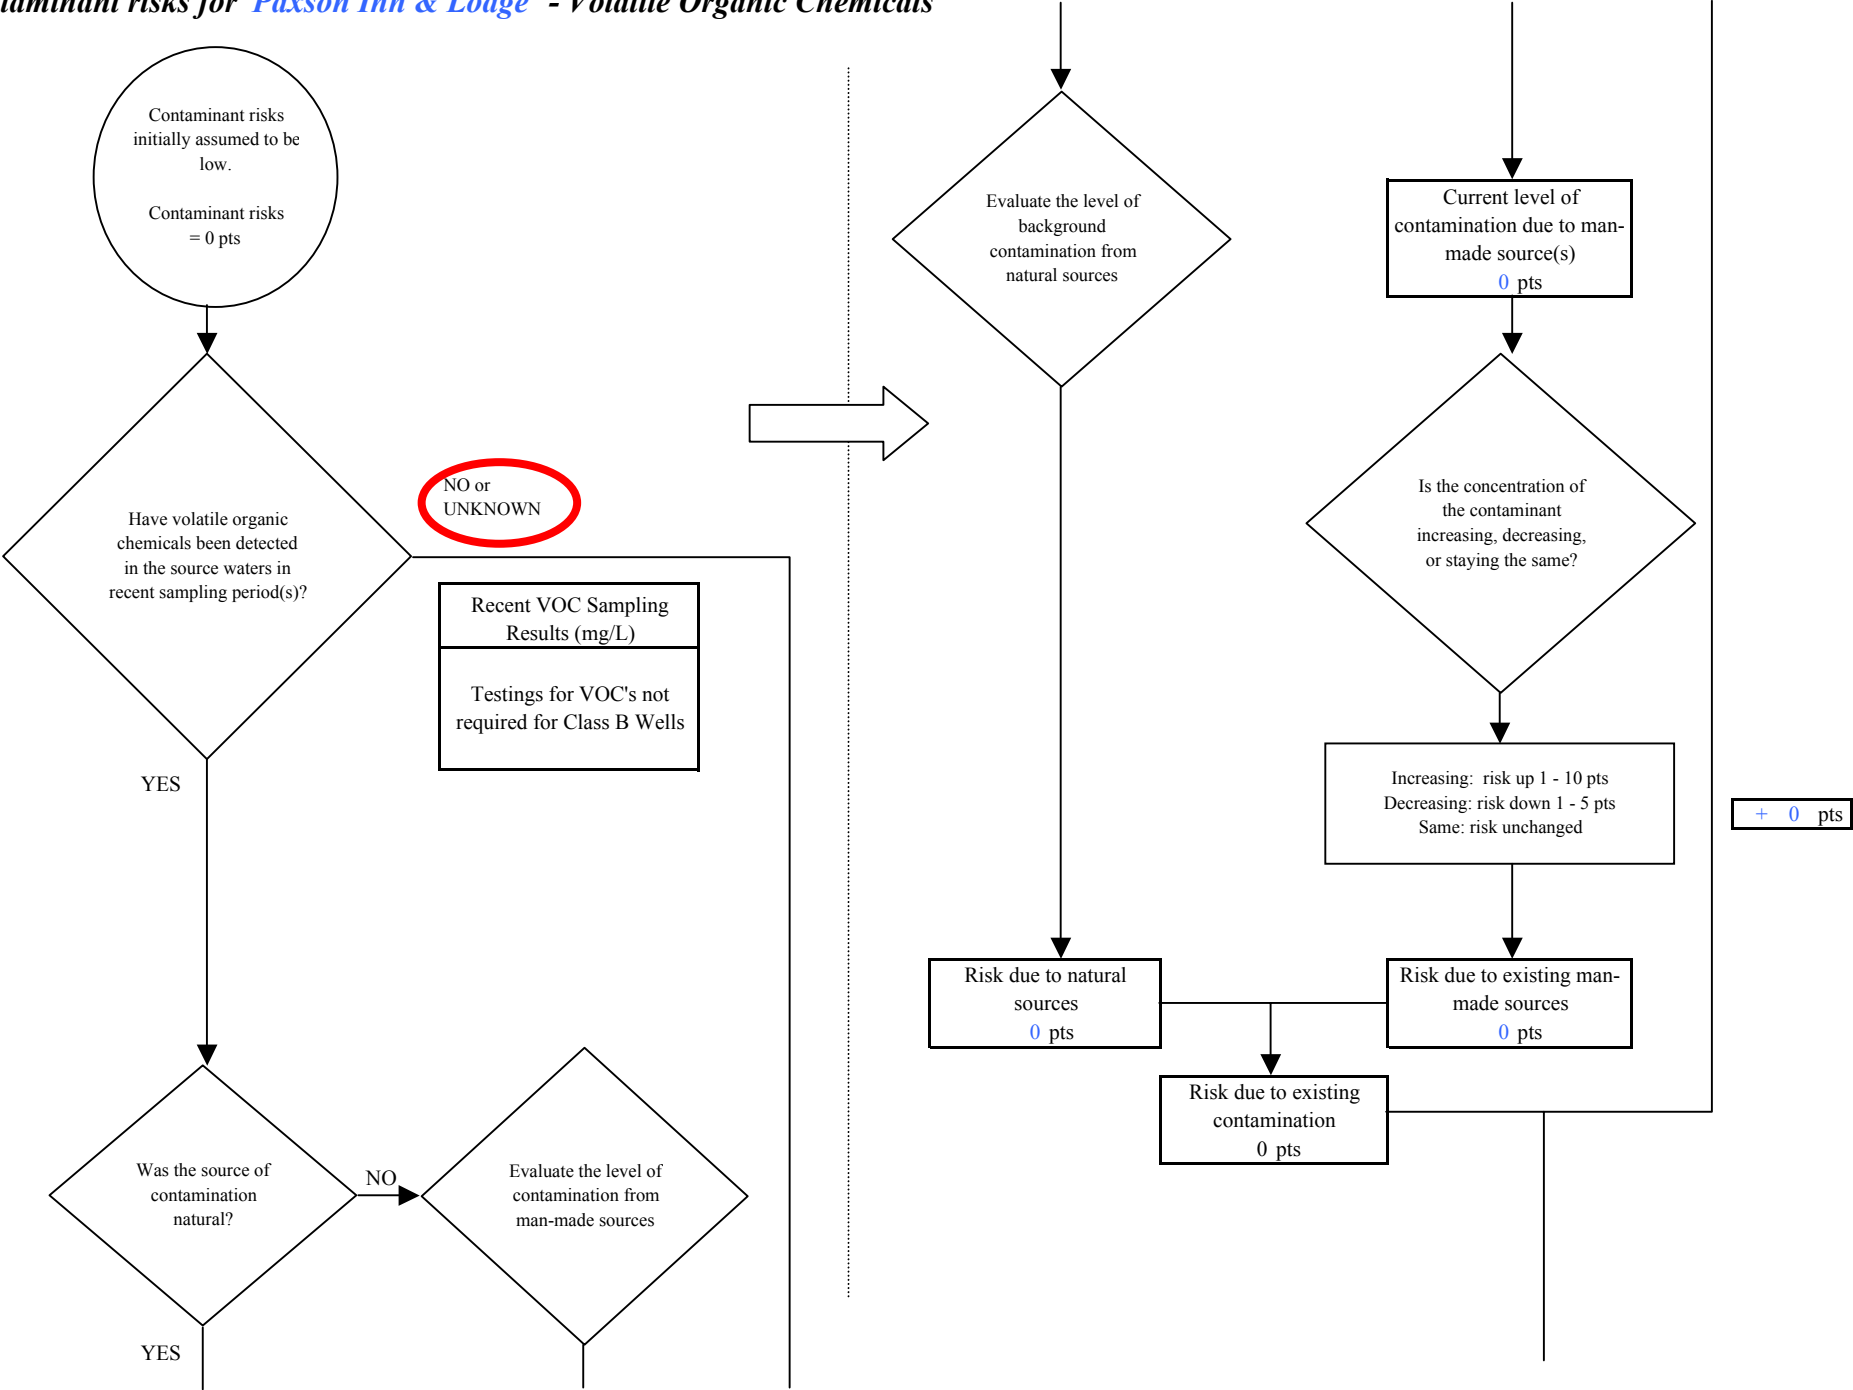 Paxson Inn & Lodge - Volatile Organic Chemicals
Contaminant risks
initially assumed to be
low.
Contaminant risks
= 0 pts
Have volatile organic
chemicals been detected
in the source waters in
recent sampling period(s)?
NO or
UNKNOWN
Recent VOC Sampling
Results (mg/L)
Testings for VOC's not
required for Class B Wells
YES
Was the source of
contamination
natural?
NO
Evaluate the level of
contamination from
man-made sources
YES
Evaluate the level of
background
contamination from
natural sources
Current level of
contamination due to man-
made source(s)
0 pts
Is the concentration of
the contaminant
increasing, decreasing,
or staying the same?
Increasing: risk up 1 - 10 pts
Decreasing: risk down 1 - 5 pts
Same: risk unchanged
+ 0 pts
Risk due to natural
sources
0 pts
Risk due to existing man-
made sources
0 pts
Risk due to existing
contamination
0 pts